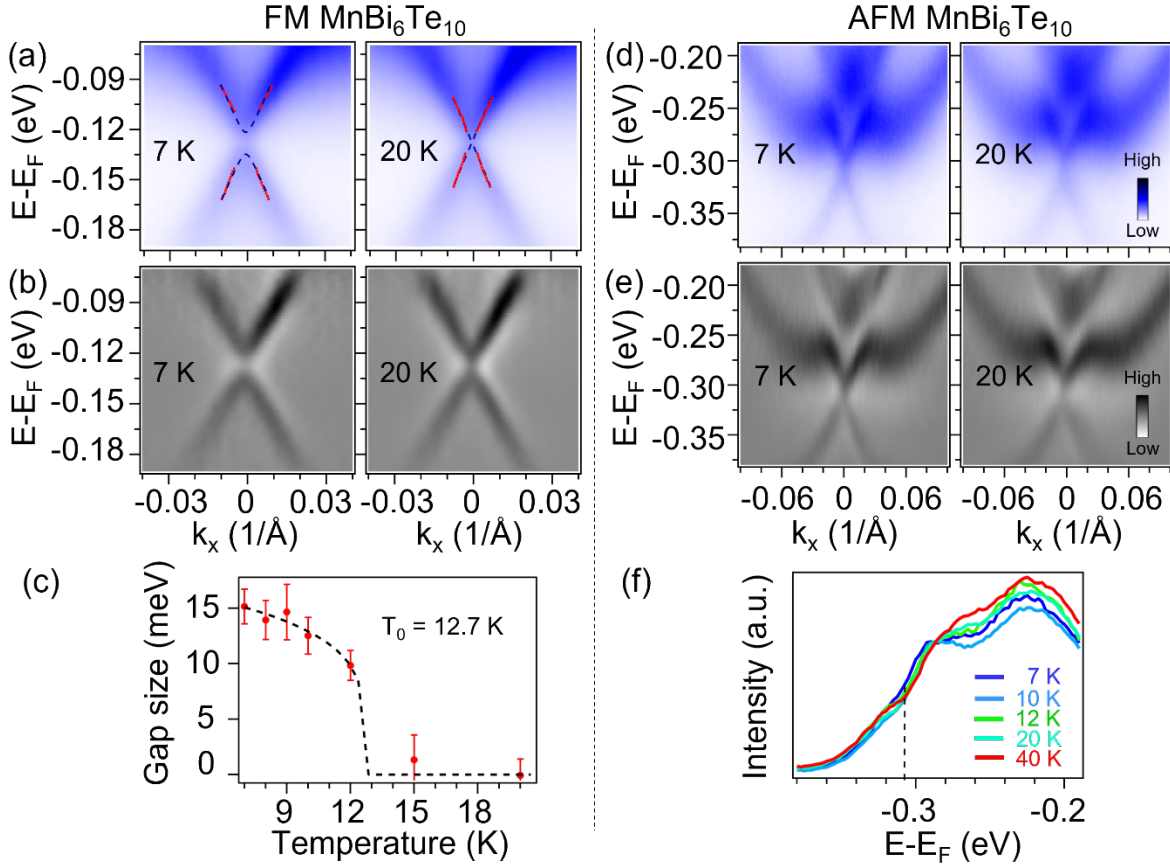 FM MnBi₆Te₁₀
AFM MnBi₆Te₁₀
(a)
E-E_F (eV)
-0.09
-0.12
-0.15
-0.18
7 K
20 K
(b)
E-E_F (eV)
-0.09
-0.12
-0.15
-0.18
7 K
20 K
-0.03 0 0.03
-0.03 0 0.03
kₓ (1/Å)
kₓ (1/Å)
(c)
Gap size (meV)
15
10
5
0
T₀ = 12.7 K
9 12 15 18
Temperature (K)
(d)
E-E_F (eV)
-0.20
-0.25
-0.30
-0.35
7 K
20 K
High
Low
(e)
E-E_F (eV)
-0.20
-0.25
-0.30
-0.35
7 K
20 K
High
Low
-0.06 0 0.06
-0.06 0 0.06
kₓ (1/Å)
kₓ (1/Å)
(f)
Intensity (a.u.)
7 K
10 K
12 K
20 K
40 K
-0.3 -0.2
E-E_F (eV)